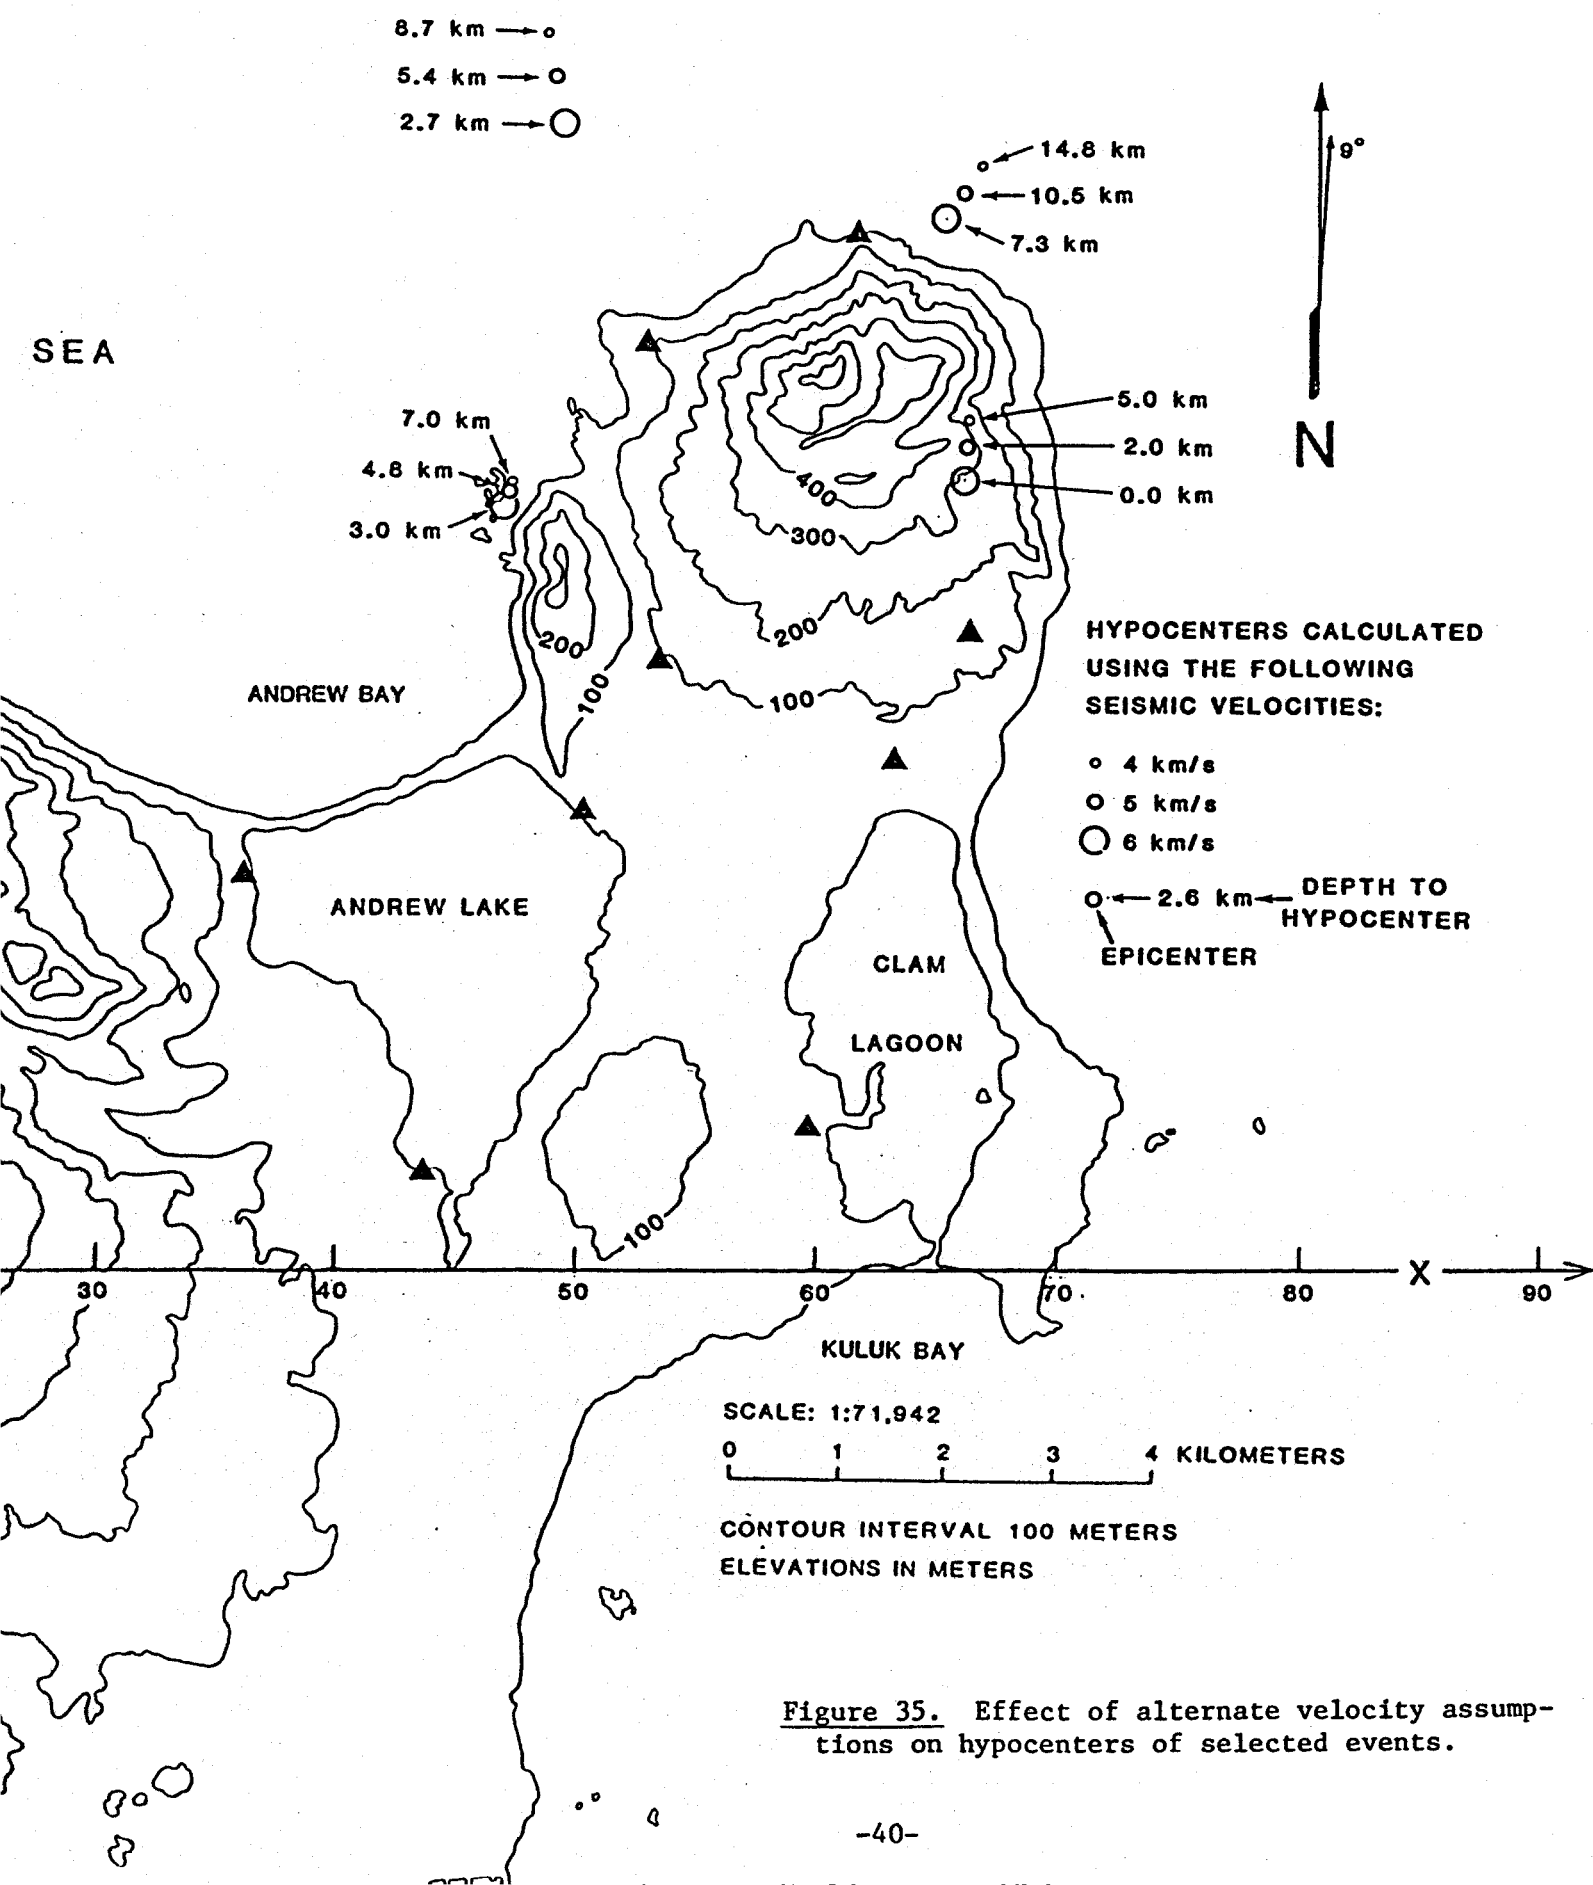 8.7 km
5.4 km
2.7 km
14.8 km
9°
10.5 km
7.3 km
SEA
5.0 km
7.0 km
2.0 km
N
4.8 km
400
0.0 km
3.0 km
300
200
200
HYPOCENTERS CALCULATED
USING THE FOLLOWING
SEISMIC VELOCITIES:
ANDREW BAY
100
100
4 km/s
5 km/s
6 km/s
2.6 km
DEPTH TO
HYPOCENTER
EPICENTER
ANDREW LAKE
CLAM
LAGOON
100
30
40
50
60
70
80
X
90
KULUK BAY
SCALE: 1:71,942
0 1 2 3 4 KILOMETERS
CONTOUR INTERVAL 100 METERS
ELEVATIONS IN METERS
Figure 35. Effect of alternate velocity assump-
tions on hypocenters of selected events.
-40-